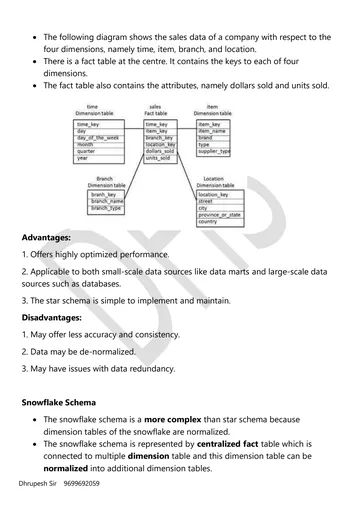 • The following diagram shows the sales data of a company with respect to the
four dimensions, namely time, item, branch, and location.
• There is a fact table at the centre. It contains the keys to each of four
dimensions.
• The fact table also contains the attributes, namely dollars sold and units sold.
time
Dimension table
time_key
day
day_of_the_week
month
quarter
year
sales
Fact table
time_key
item_key
branch_key
location_key
dollars_sold
units_sold
item
Dimension table
item_key
item_name
brand
type
supplier_type
Branch
Dimension table
branh_key
branch_name
branch_type
Location
Dimension table
location_key
street
city
province_or_state
country
Advantages:
1. Offers highly optimized performance.
2. Applicable to both small-scale data sources like data marts and large-scale data
sources such as databases.
3. The star schema is simple to implement and maintain.
Disadvantages:
1. May offer less accuracy and consistency.
2. Data may be de-normalized.
3. May have issues with data redundancy.
Snowflake Schema
• The snowflake schema is a more complex than star schema because
dimension tables of the snowflake are normalized.
• The snowflake schema is represented by centralized fact table which is
connected to multiple dimension table and this dimension table can be
normalized into additional dimension tables.
Dhrupesh Sir 9699692059